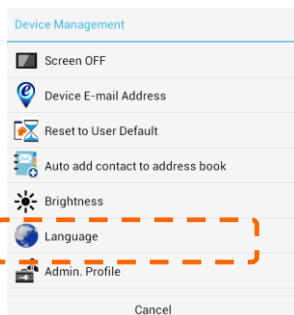 Device Management
Screen OFF
Device E-mail Address
Reset to User Default
Auto add contact to address book
Brightness
Language
Admin. Profile
Cancel